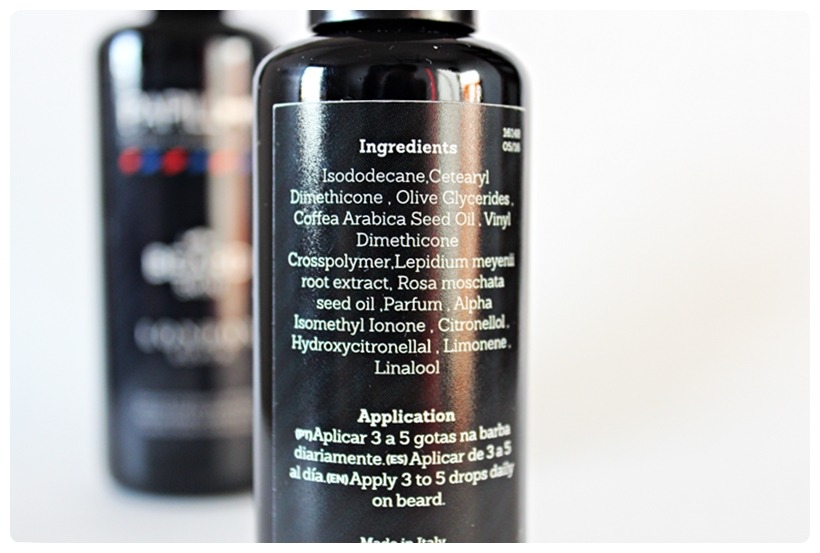 05/16
Ingredients
Isododecane,Cetearyl
Dimethicone , Olive Glycerides ,
Coffea Arabica Seed Oil , Vinyl
Dimethicone
Crosspolymer,Lepidium meyenii
root extract, Rosa moschata
seed oil ,Parfum , Alpha
Isomethyl Ionone , Citronellol ,
Hydroxycitronellal , Limonene ,
Linalool
Application
(PT)Aplicar 3 a 5 gotas na barba
diariamente.(ES) Aplicar de 3 a 5
al día.(EN) Apply 3 to 5 drops daily
on beard.
Made in Italy